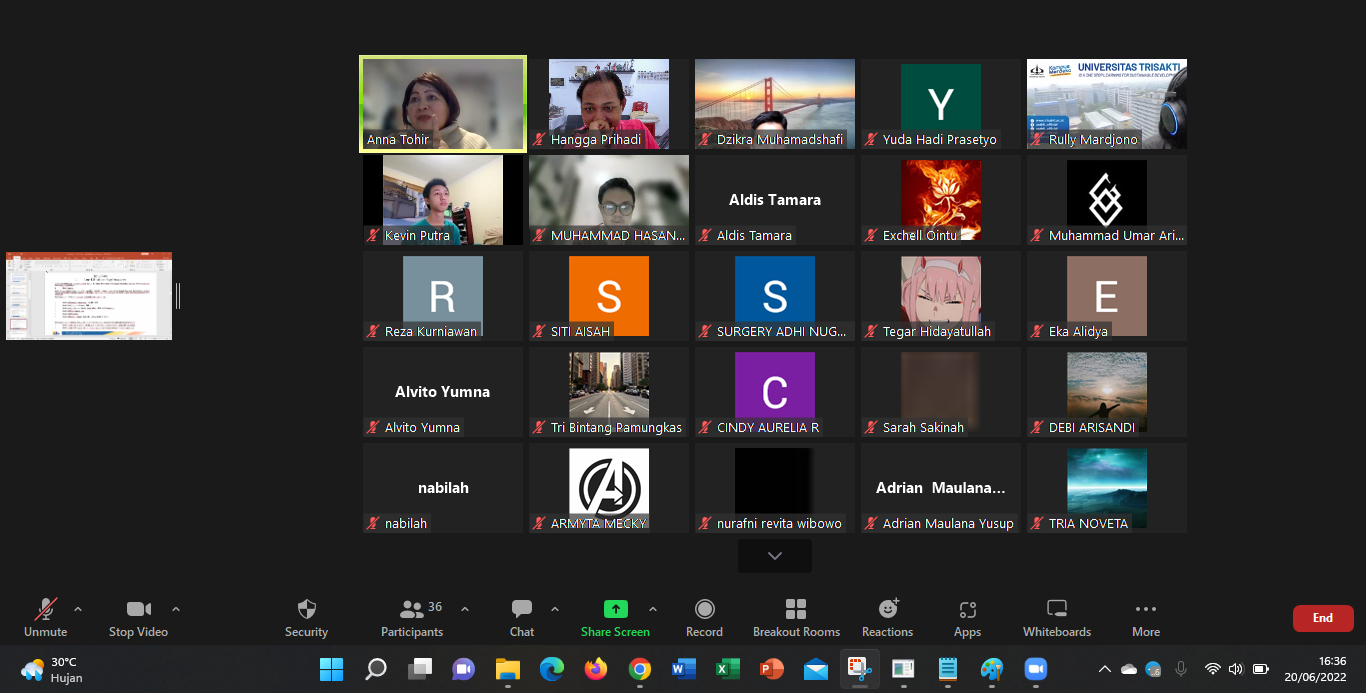 Anna Tohir
Hangga Prihadi
Dzikra Muhamadshafi
Y
Yuda Hadi Prasetyo
Kampus Merdeka
UNIVERSITAS TRISAKTI
Rully Mardjono
Kevin Putra
MUHAMMAD HASAN...
Aldis Tamara
Aldis Tamara
Exchell Ointu
Muhammad Umar Ari...
R
Reza Kurniawan
S
SITI AISAH
S
SURGERY ADHI NUG...
Tegar Hidayatullah
E
Eka Alidya
Alvito Yumna
Alvito Yumna
Tri Bintang Pamungkas
C
CINDY AURELIA R
Sarah Sakinah
DEBI ARISANDI
nabilah
nabilah
A
ARMYTA MECKY
nurafni revita wibowo
Adrian Maulana...
Adrian Maulana Yusup
TRIA NOVETA
Unmute
Stop Video
Security
36
Participants
Chat
Share Screen
Record
Breakout Rooms
Reactions
Apps
Whiteboards
More
End
30°C
Hujan
16:36
20/06/2022